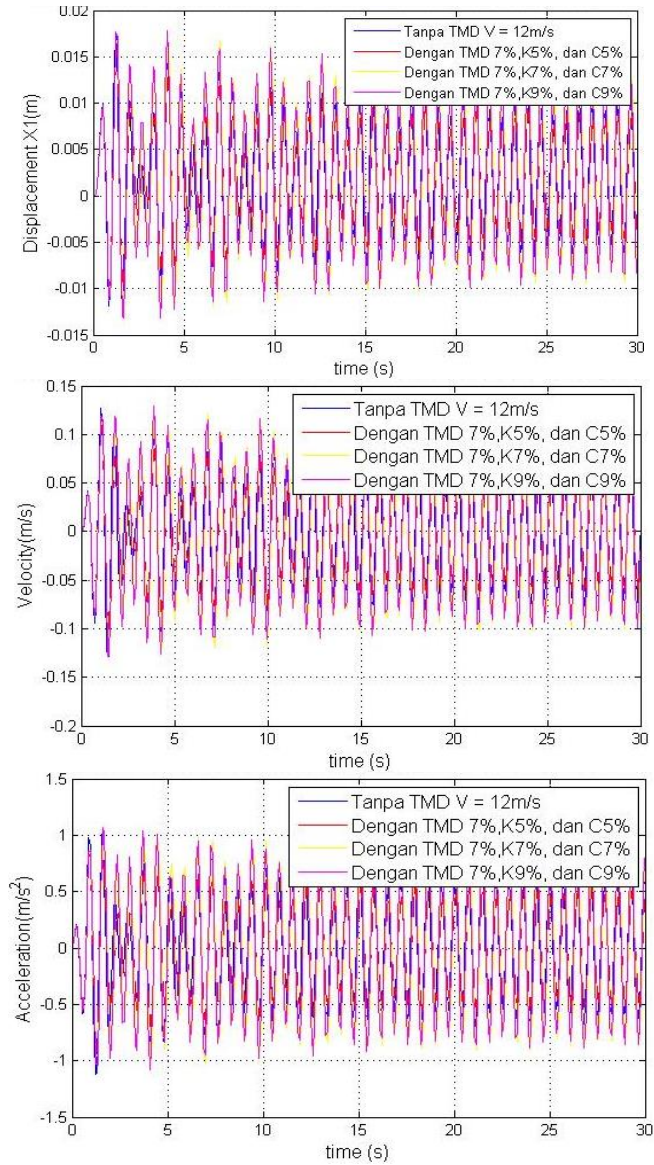 0.02
0.015
0.01
0.005
0
-0.005
-0.01
-0.015
Displacement X1(m)
Tanpa TMD V = 12m/s
Dengan TMD 7%,K5%, dan C5%
Dengan TMD 7%,K7%, dan C7%
Dengan TMD 7%,K9%, dan C9%
0 5 10 15 20 25 30
time (s)
0.15
0.1
0.05
0
-0.05
-0.1
-0.15
-0.2
Velocity(m/s)
Tanpa TMD V = 12m/s
Dengan TMD 7%,K5%, dan C5%
Dengan TMD 7%,K7%, dan C7%
Dengan TMD 7%,K9%, dan C9%
0 5 10 15 20 25 30
time (s)
1.5
1
0.5
0
-0.5
-1
-1.5
Acceleration(m/s²)
Tanpa TMD V = 12m/s
Dengan TMD 7%,K5%, dan C5%
Dengan TMD 7%,K7%, dan C7%
Dengan TMD 7%,K9%, dan C9%
0 5 10 15 20 25 30
time (s)